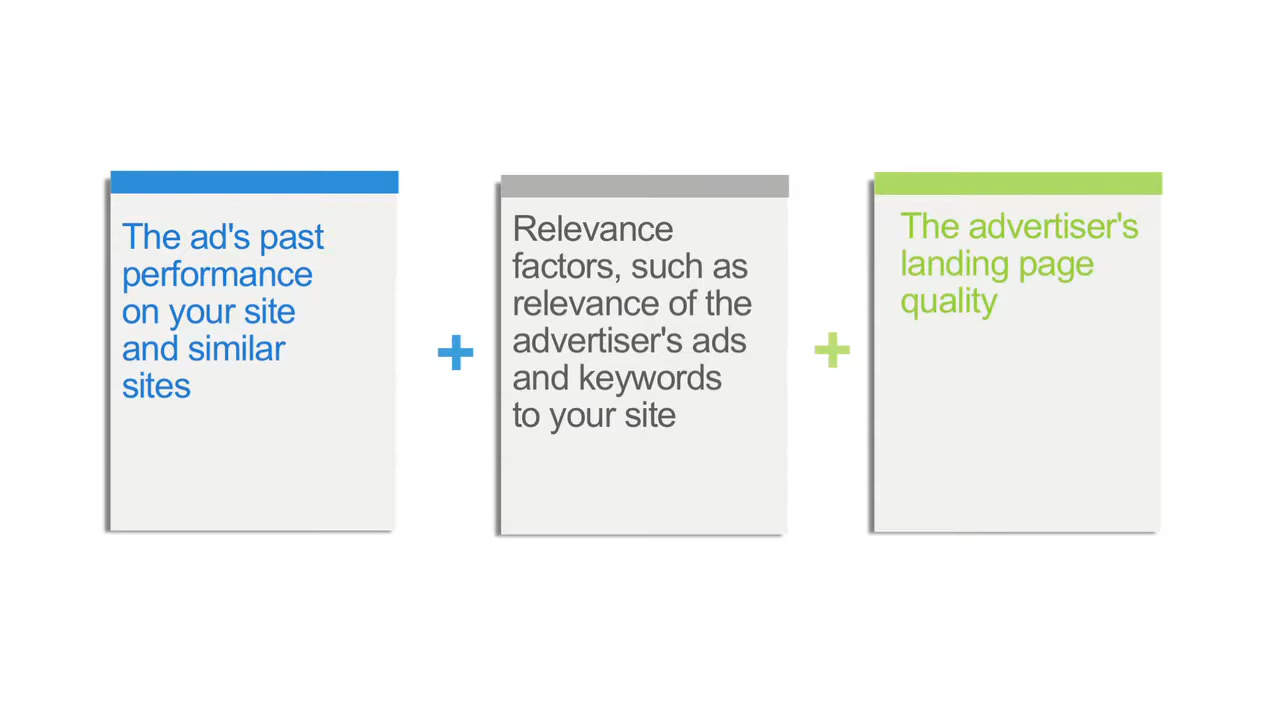 The ad's past
performance
on your site
and similar
sites
+
Relevance
factors, such as
relevance of the
advertiser's ads
and keywords
to your site
+
The advertiser's
landing page
quality